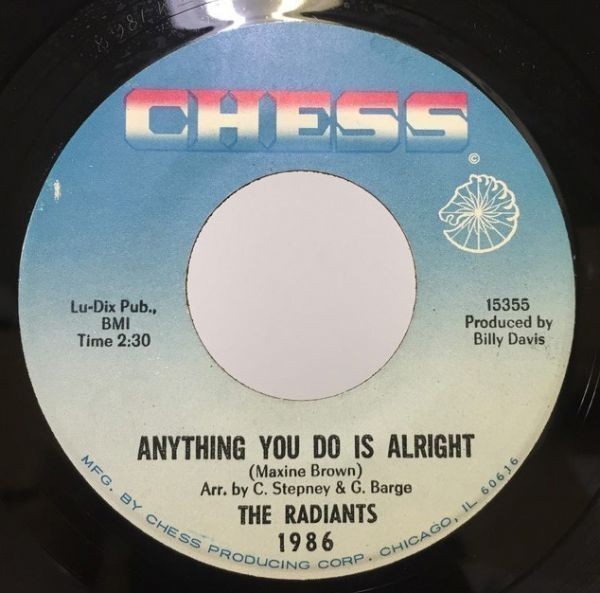 CHESS
©
Lu-Dix Pub.,
BMI
Time 2:30
15355
Produced by
Billy Davis
ANYTHING YOU DO IS ALRIGHT
(Maxine Brown)
Arr. by C. Stepney & G. Barge
THE RADIANTS
1986
MFG. BY CHESS PRODUCING CORP. CHICAGO, IL 60616